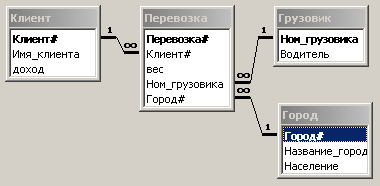 Клиент
Клиент#
Имя_клиента
доход
1
∞
Перевозка
Перевозка#
Клиент#
вес
Ном_грузовика
Город#
∞
∞
1
1
Грузовик
Ном_грузовика
Водитель
Город
Город#
Название_город
Население